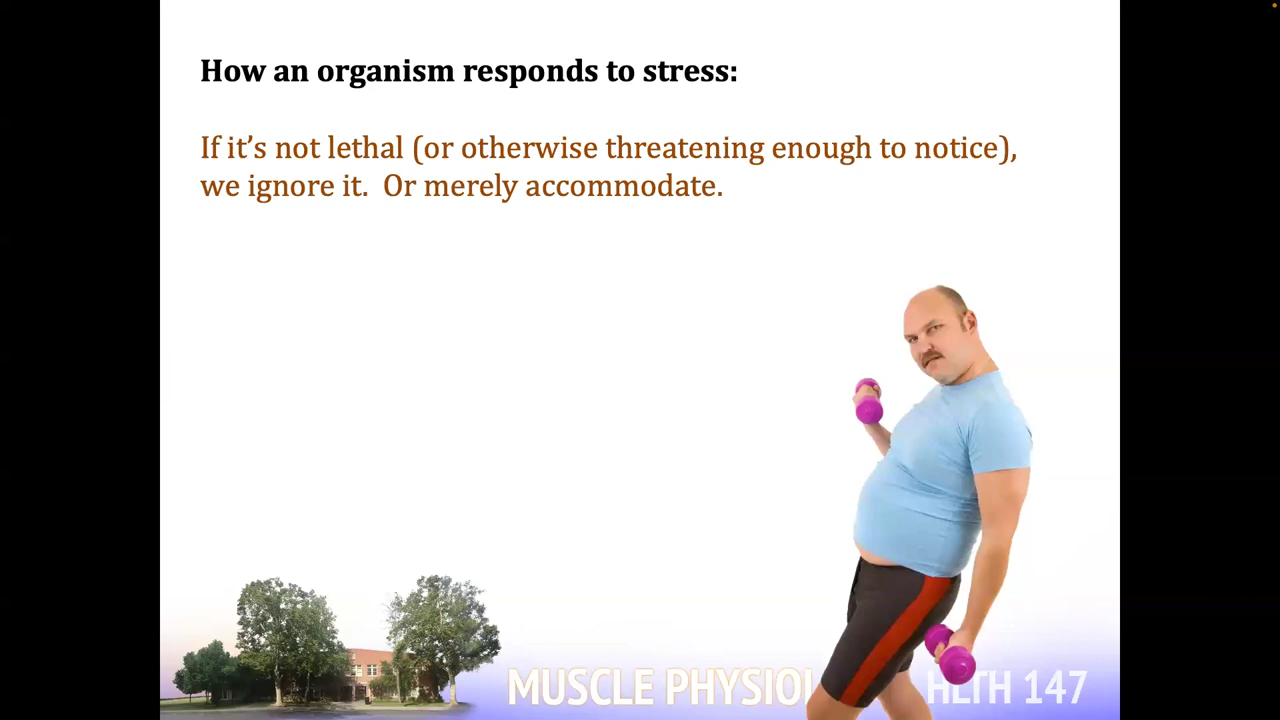 How an organism responds to stress:
If it’s not lethal (or otherwise threatening enough to notice),
we ignore it.  Or merely accommodate.
MUSCLE HLTH 147